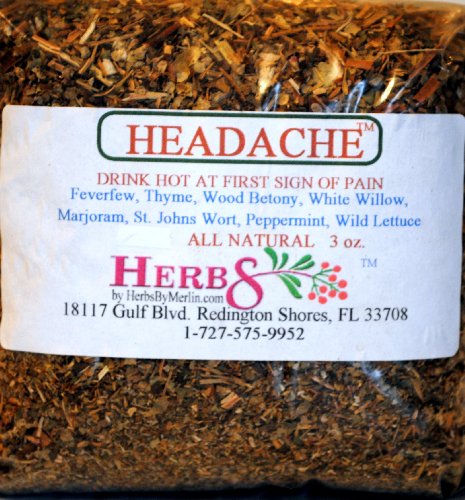 HEADACHE™
DRINK HOT AT FIRST SIGN OF PAIN
Feverfew, Thyme, Wood Betony, White Willow,
Marjoram, St. Johns Wort, Peppermint, Wild Lettuce
ALL NATURAL 3 oz.
HERBS ™
by HerbsByMerlin.com
18117 Gulf Blvd. Redington Shores, FL 33708
1-727-575-9952